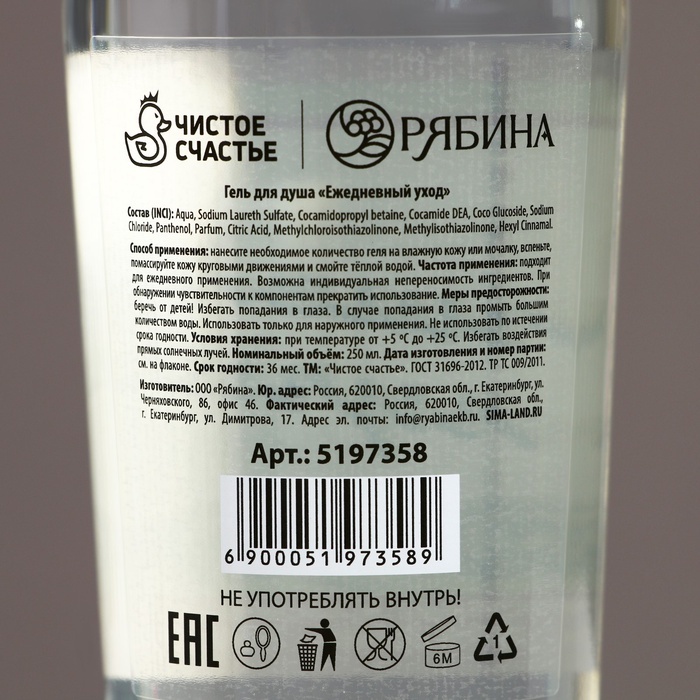 ЧИСТОЕ
СЧАСТЬЕ
РЯБИНА
Гель для душа «Ежедневный уход»
Состав (INCI): Aqua, Sodium Laureth Sulfate, Cocamidopropyl betaine, Cocamide DEA, Coco Glucoside, Sodium
Chloride, Panthenol, Parfum, Citric Acid, Methylchloroisothiazolinone, Methylisothiazolinone, Hexyl Cinnamal.
Способ применения: нанесите необходимое количество геля на влажную кожу или мочалку, вспеньте,
помассируйте кожу круговыми движениями и смойте тёплой водой. Частота применения: подходит
для ежедневного применения. Возможна индивидуальная непереносимость ингредиентов. При
обнаружении чувствительности к компонентам прекратить использование. Меры предосторожности:
беречь от детей! Избегать попадания в глаза. В случае попадания в глаза промыть большим
количеством воды. Использовать только для наружного применения. Не использовать по истечении
срока годности. Условия хранения: при температуре от +5 ºС до +25 ºС. Избегать воздействия
прямых солнечных лучей. Номинальный объём: 250 мл. Дата изготовления и номер партии:
см. на флаконе. Срок годности: 36 мес. ТМ: «Чистое счастье». ГОСТ 31696-2012. ТР ТС 009/2011.
Изготовитель: ООО «Рябина». Юр. адрес: Россия, 620010, Свердловская обл., г. Екатеринбург, ул.
Черняховского, 86, офис 46. Фактический адрес: Россия, 620010, Свердловская обл.,
г. Екатеринбург, ул. Димитрова, 17. Адрес эл. почты: info@ryabinaekb.ru. SIMA-LAND.RU
Арт.: 5197358
6 900051 973589
НЕ УПОТРЕБЛЯТЬ ВНУТРЬ!
EAC
6М
1